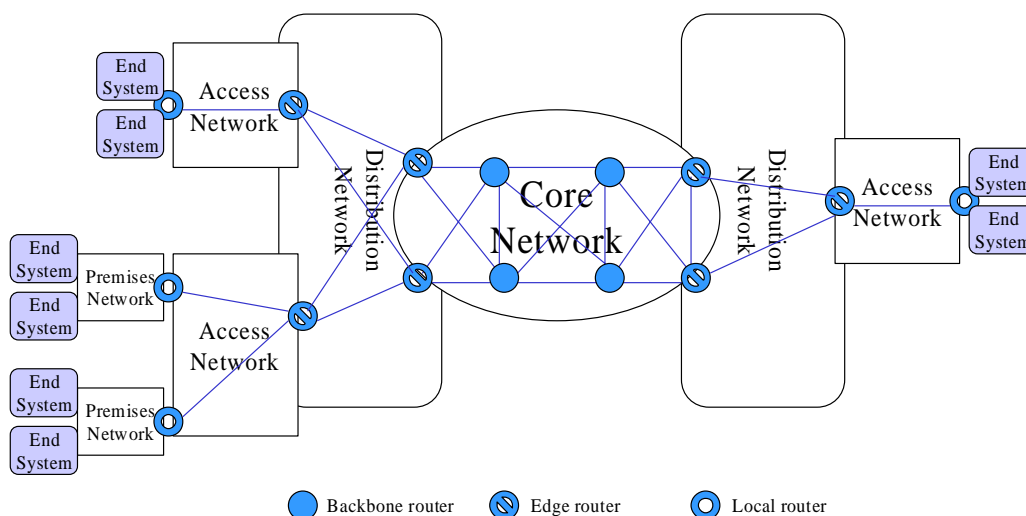 End
System
End
System
Access
Network
Distribution
Network
Core
Network
Distribution
Network
Access
Network
End
System
End
System
End
System
End
System
Premises
Network
Access
Network
End
System
End
System
Premises
Network
Backbone router
Edge router
Local router